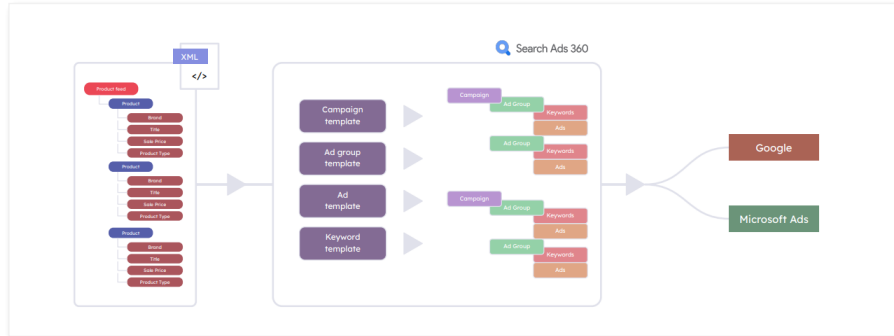 Search Ads 360
XML
</>
Product feed
Product
Brand
Title
Sale Price
Product Type
Product
Brand
Title
Sale Price
Product Type
Product
Brand
Title
Sale Price
Product Type
Campaign
template
Ad group
template
Ad
template
Keyword
template
Campaign
Ad Group
Keywords
Ads
Ad Group
Keywords
Ads
Campaign
Ad Group
Keywords
Ads
Ad Group
Keywords
Ads
Google
Microsoft Ads